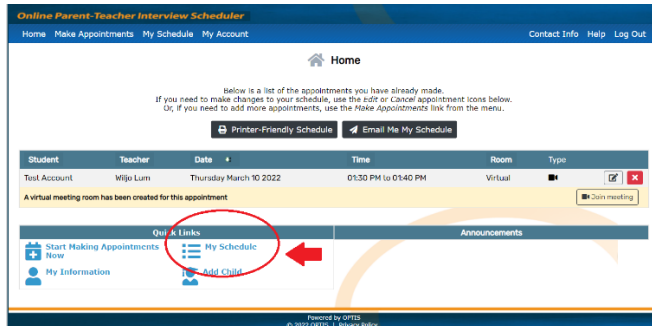 Online Parent-Teacher Interview Scheduler
Home Make Appointments My Schedule My Account Contact Info Help Log Out
Home
Below is a list of the appointments you have already made.
If you need to make changes to your schedule, use the edit or Cancel appointment icons below.
Or, if you need to add more appointments, use the Make Appointments link from the menu.
Printer-Friendly Schedule Email Me My Schedule
Student Teacher Date Time Room Type
Test Account Wiljo Lum Thursday March 10 2022 01:30 PM to 01:40 PM Virtual
A virtual meeting room has been created for this appointment Join meeting
Quick Links Announcements
Start Making Appointments Now
My Schedule
My Information Add Child
Powered by OPTIS
© 2022 OPTIS | Privacy Policy